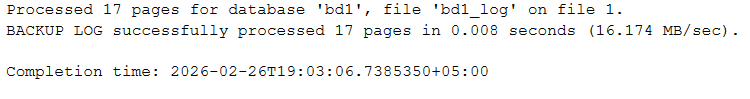 Processed 17 pages for database 'bd1', file 'bd1_log' on file 1.
BACKUP LOG successfully processed 17 pages in 0.008 seconds (16.174 MB/sec).
Completion time: 2026-02-26T19:03:06.7385350+05:00